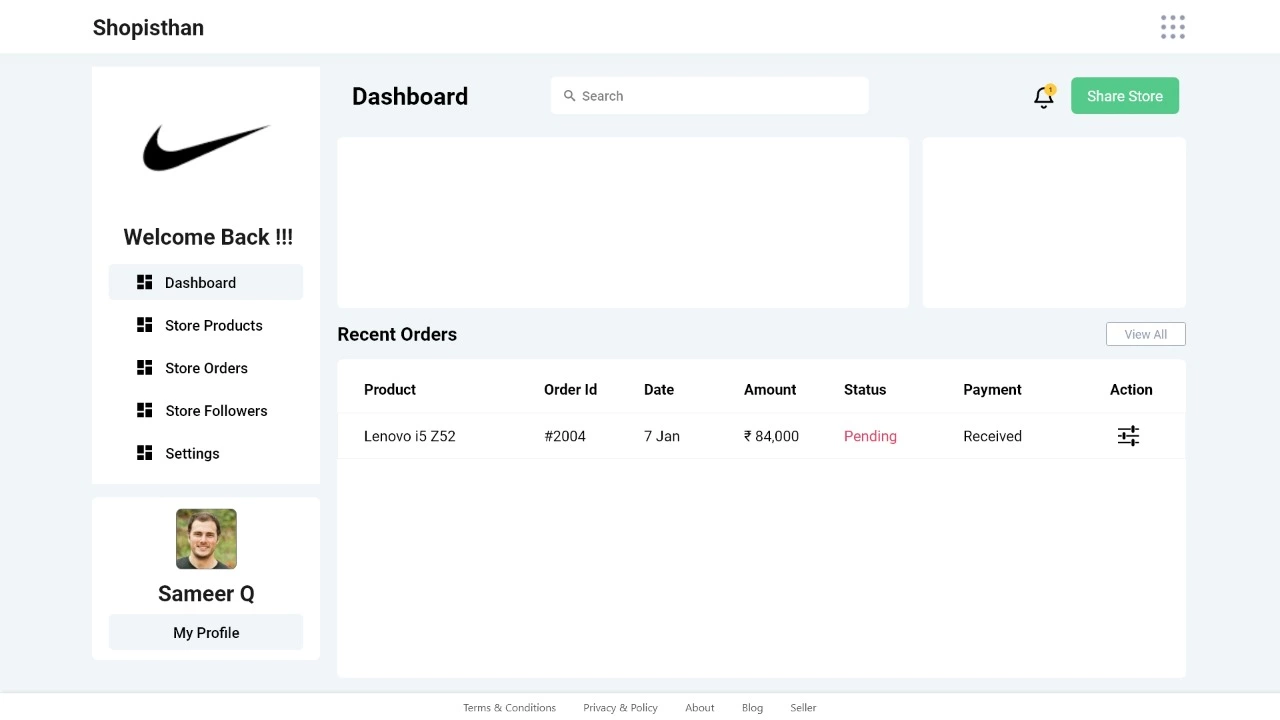 Shopisthan
Welcome Back !!!
Dashboard
Store Products
Store Orders
Store Followers
Settings
Sameer Q
My Profile
Dashboard
Search
1
Share Store
Recent Orders
View All
Product Order Id Date Amount Status Payment Action
Lenovo i5 Z52 #2004 7 Jan ₹ 84,000 Pending Received
Terms & Conditions Privacy & Policy About Blog Seller